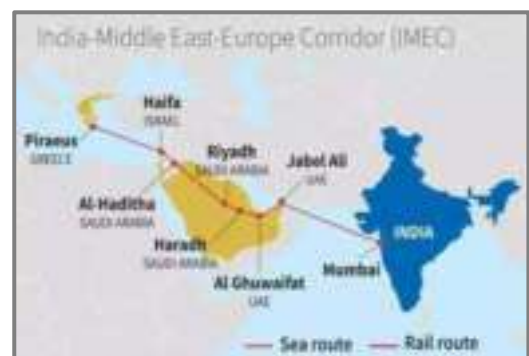 India-Middle East-Europe Corridor (IMEC)
Haifa
ISRAEL
Piraeus
GREECE
Riyadh
SAUDI ARABIA
Jabel Ali
UAE
Al-Haditha
SAUDI ARABIA
Haradh
SAUDI ARABIA
Al Ghuwaifat
UAE
Mumbai
INDIA
Sea route
Rail route